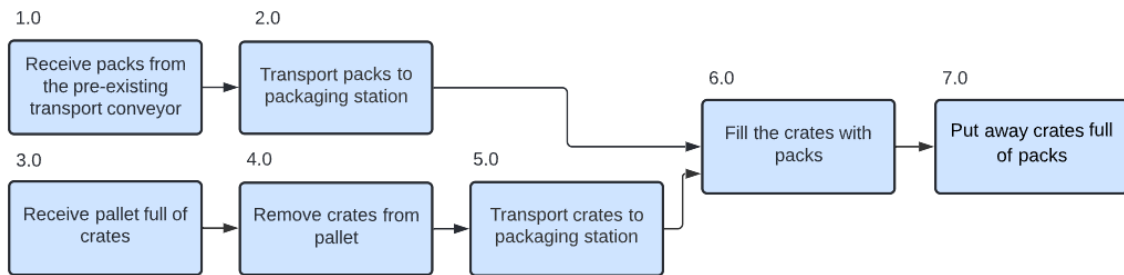 1.0
Receive packs from
the pre-existing
transport conveyor
2.0
Transport packs to
packaging station
3.0
Receive pallet full of
crates
4.0
Remove crates from
pallet
5.0
Transport crates to
packaging station
6.0
Fill the crates with
packs
7.0
Put away crates full
of packs